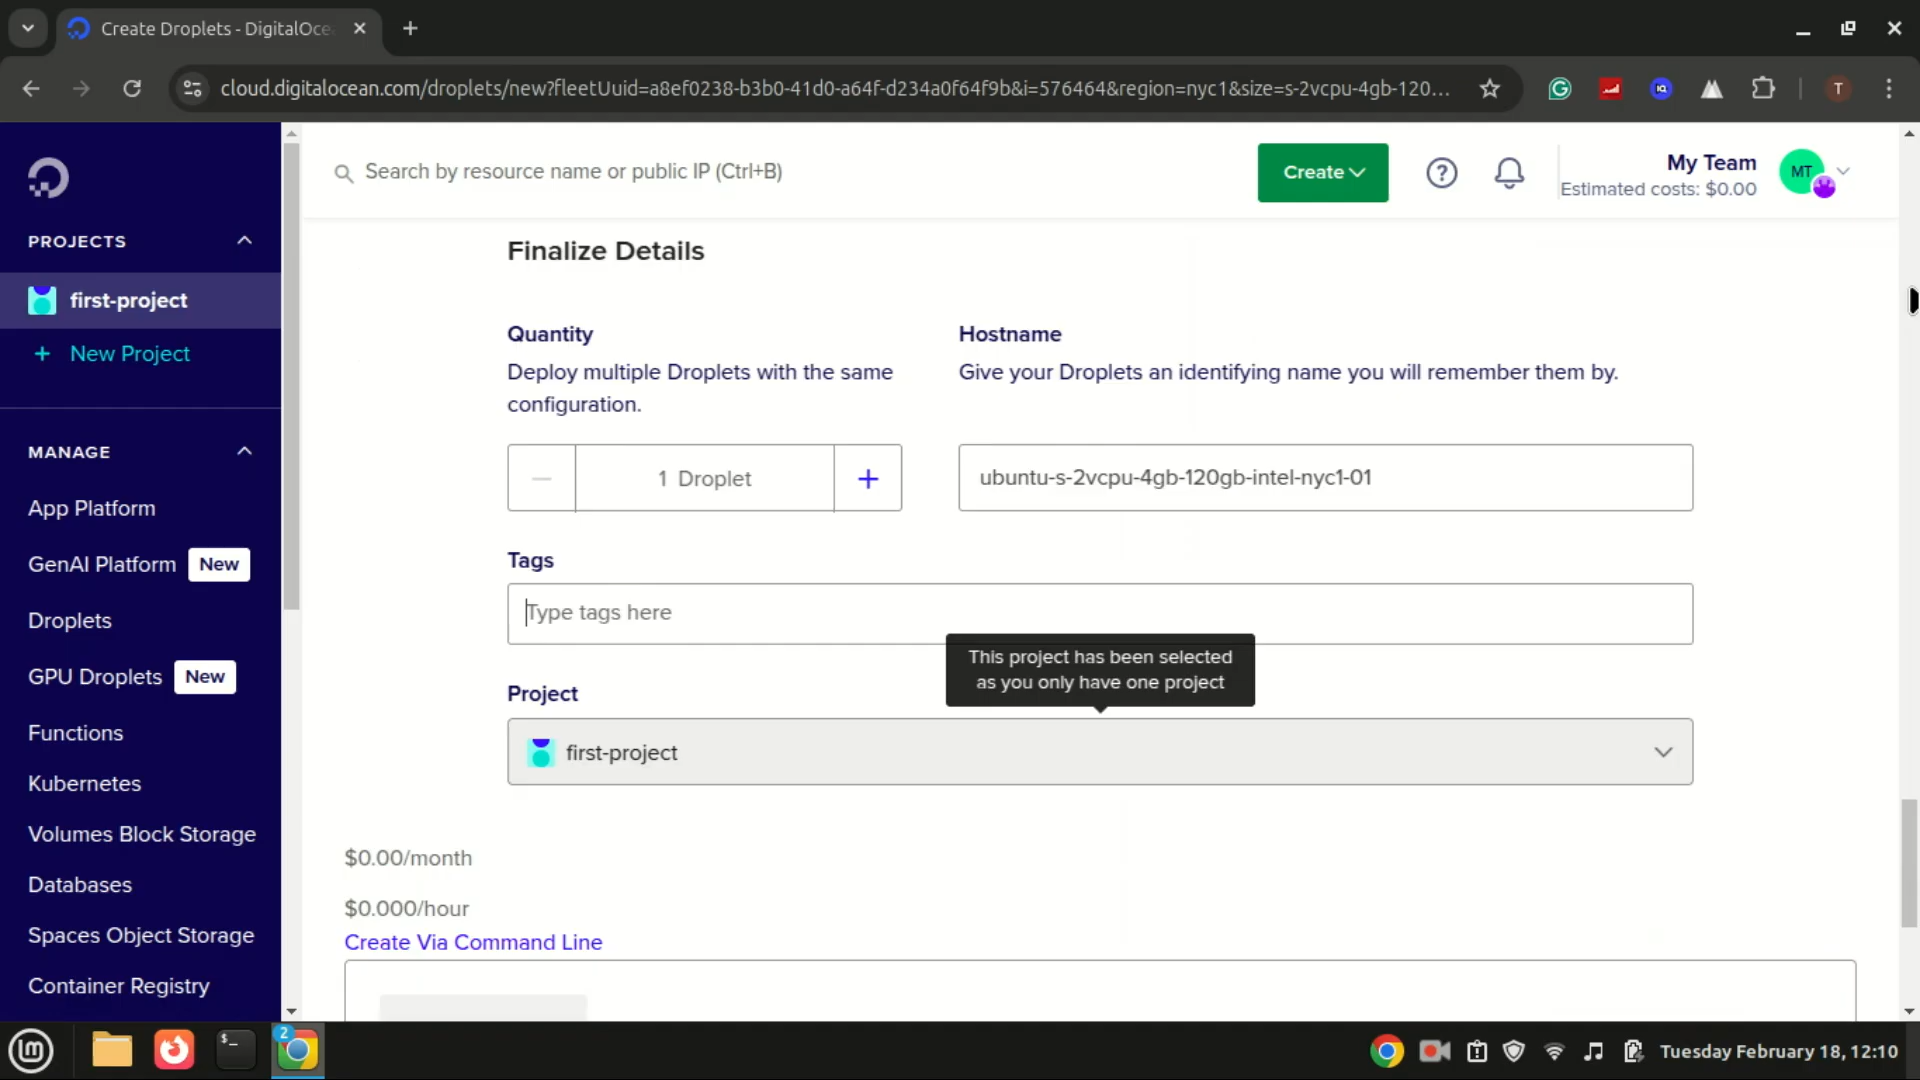 Create Droplets - DigitalOce
cloud.digitalocean.com/droplets/new?fleetUuid=a8ef0238-b3b0-41d0-a64f-d234a0f64f9b&i=576464&region=nyc1&size=s-2vcpu-4gb-120...
T
PROJECTS
first-project
+ New Project
MANAGE
App Platform
GenAI Platform New
Droplets
GPU Droplets New
Functions
Kubernetes
Volumes Block Storage
Databases
Spaces Object Storage
Container Registry
Search by resource name or public IP (Ctrl+B)
Create
?
My Team
Estimated costs: $0.00
MT
Finalize Details
Quantity
Deploy multiple Droplets with the same
configuration.
1 Droplet
Hostname
Give your Droplets an identifying name you will remember them by.
ubuntu-s-2vcpu-4gb-120gb-intel-nyc1-01
Tags
Type tags here
This project has been selected
as you only have one project
Project
first-project
$0.00/month
$0.000/hour
Create Via Command Line
$_
2
Tuesday February 18, 12:10